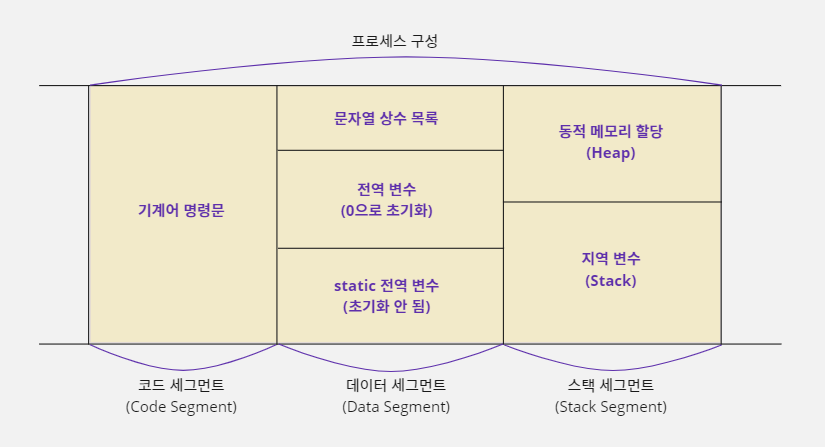 프로세스 구성
기계어 명령문
문자열 상수 목록
전역 변수
(0으로 초기화)
static 전역 변수
(초기화 안 됨)
동적 메모리 할당
(Heap)
지역 변수
(Stack)
코드 세그먼트
(Code Segment)
데이터 세그먼트
(Data Segment)
스택 세그먼트
(Stack Segment)